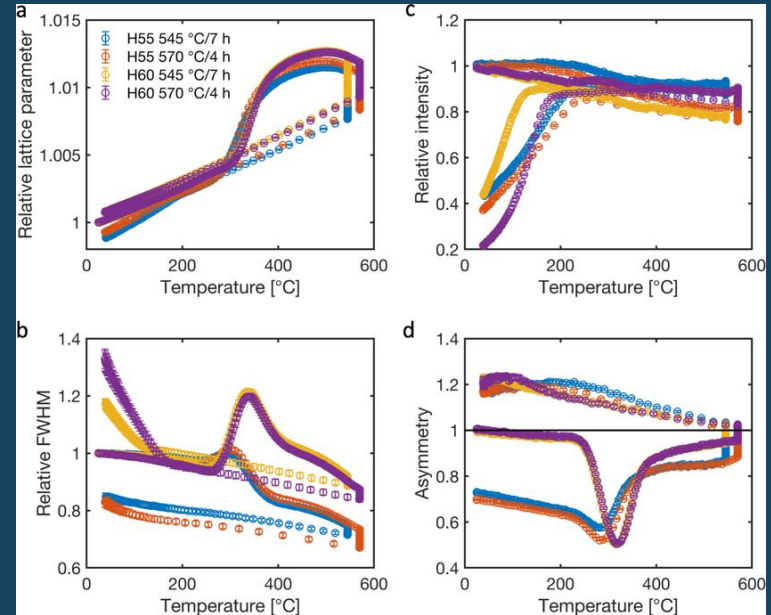 a
1.015
1.01
1.005
1
Relative lattice parameter
H55 545 °C/7 h
H55 570 °C/4 h
H60 545 °C/7 h
H60 570 °C/4 h
0
200
400
600
Temperature [°C]
c
1.2
1
0.8
0.6
0.4
0.2
Relative intensity
0
200
400
600
Temperature [°C]
b
1.4
1.2
1
0.8
0.6
Relative FWHM
0
200
400
600
Temperature [°C]
d
1.4
1.2
1
0.8
0.6
0.4
Asymmetry
0
200
400
600
Temperature [°C]